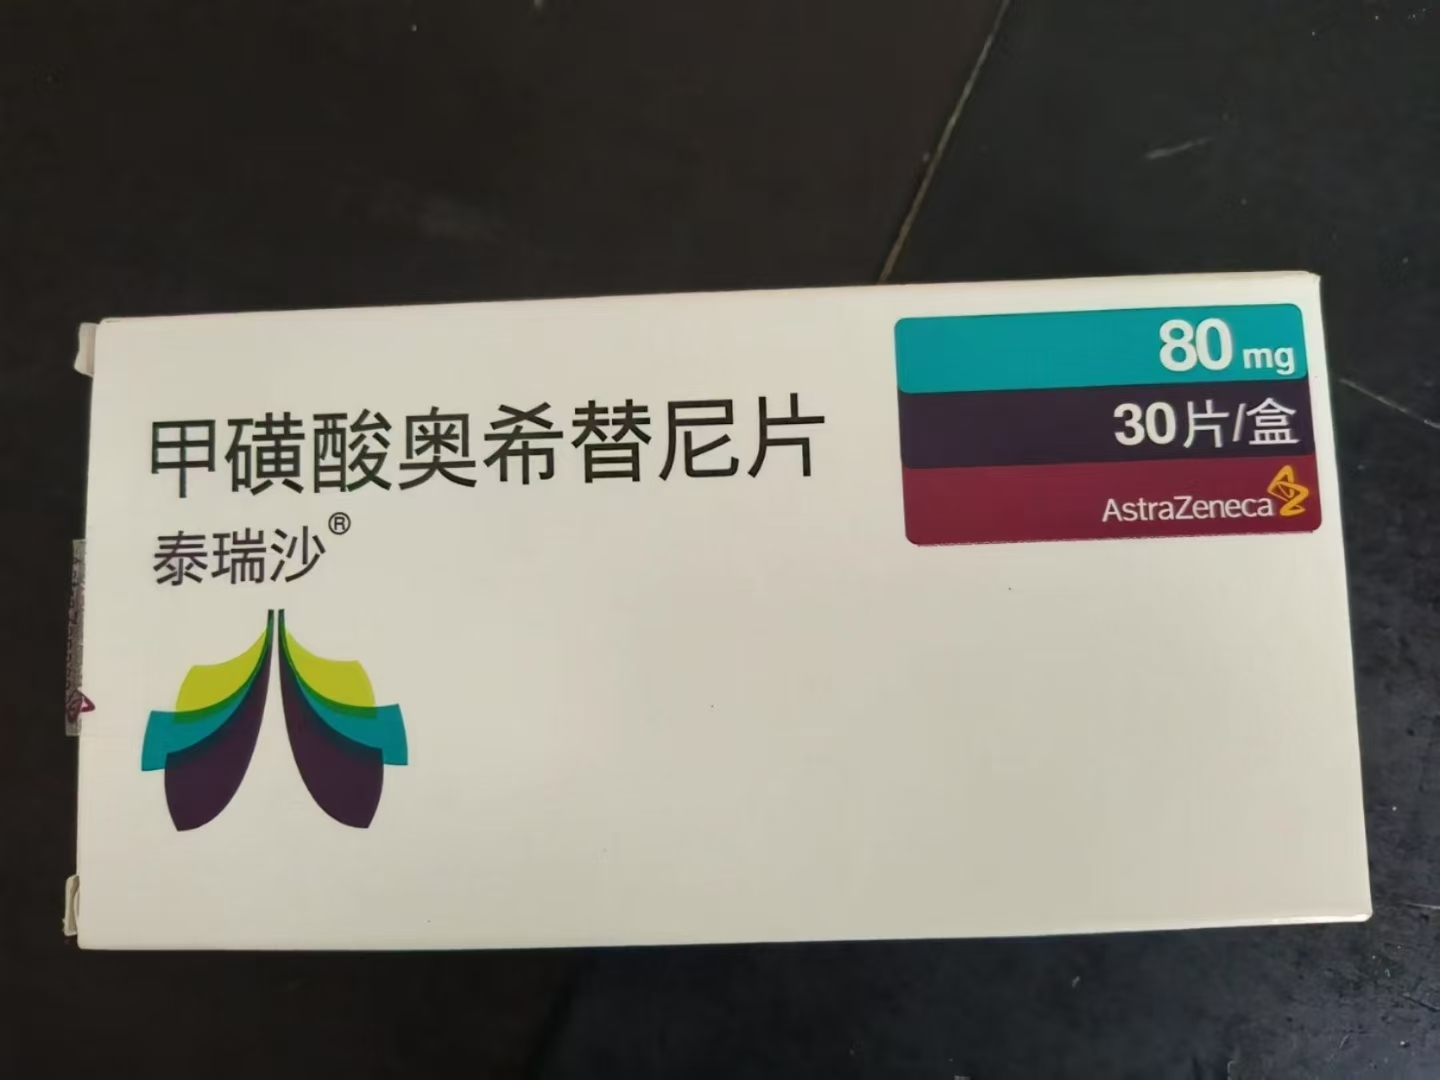 甲磺酸奥希替尼片
泰瑞沙®
80 mg
30片/盒
AstraZeneca